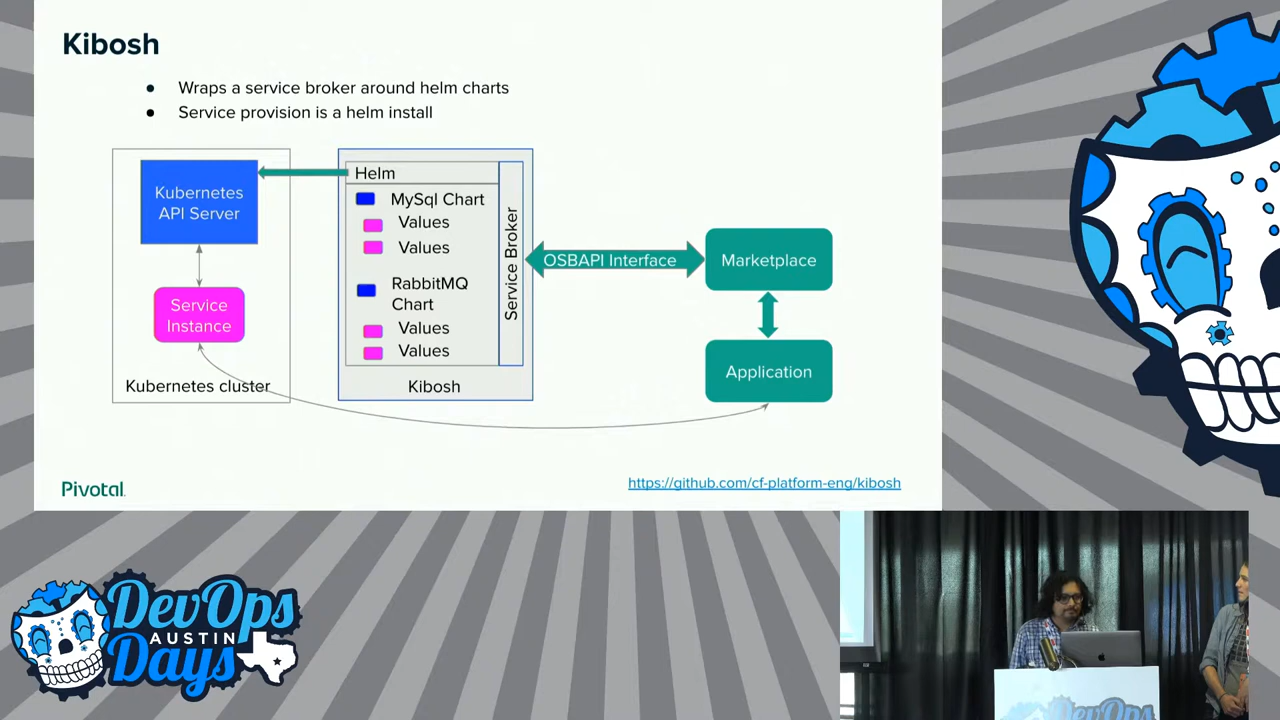 Kibosh
● Wraps a service broker around helm charts
● Service provision is a helm install
Kubernetes
API Server
Service
Instance
Kubernetes cluster
Helm
MySql Chart
Values
Values
RabbitMQ
Chart
Values
Values
Service Broker
Kibosh
OSBAPI Interface
Marketplace
Application
Pivotal
https://github.com/cf-platform-eng/kibosh
DevOps
AUSTIN
Days
DevOps